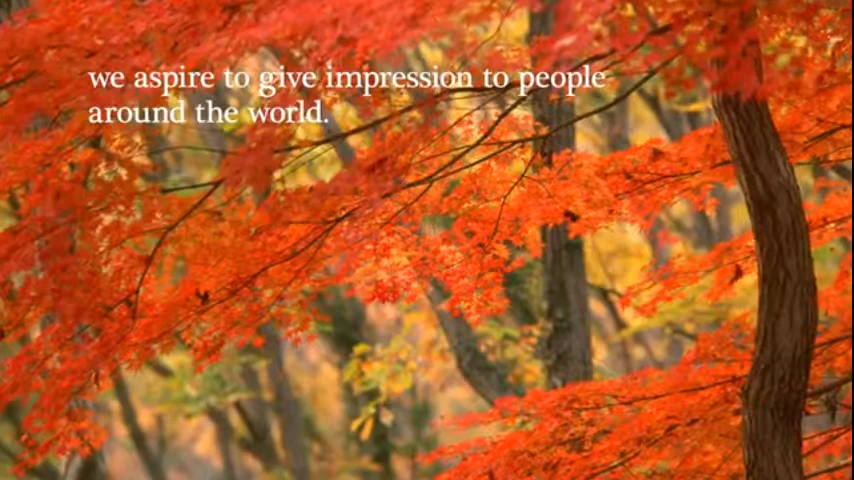 we aspire to give impression to people
around the world.